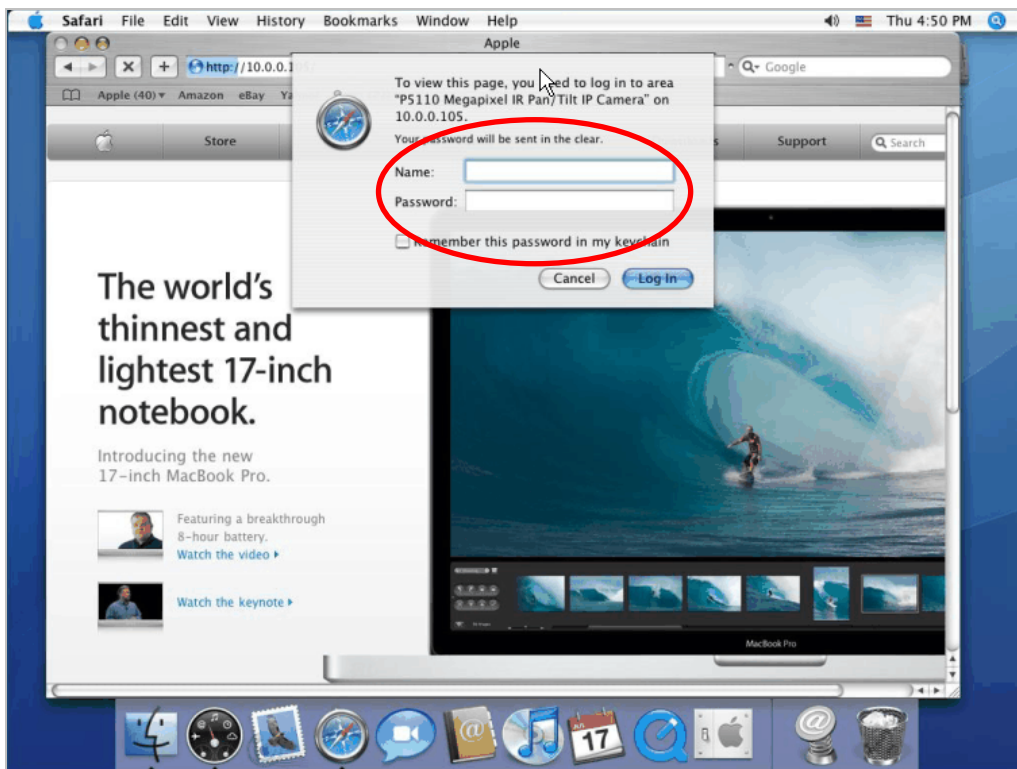 Safari File Edit View History Bookmarks Window Help Thu 4:50 PM
Apple
http://10.0.0.1
Google
Apple (40) Amazon eBay
To view this page, you need to log in to area
"P5110 Megapixel IR Pan/Tilt IP Camera" on
10.0.0.105.
Your password will be sent in the clear.
Name:
Password:
Remember this password in my keychain
Cancel Log In
Store Support Search
The world's
thinnest and
lightest 17-inch
notebook.
Introducing the new
17-inch MacBook Pro.
Featuring a breakthrough
8-hour battery.
Watch the video
Watch the keynote
MacBook Pro
JUL
17